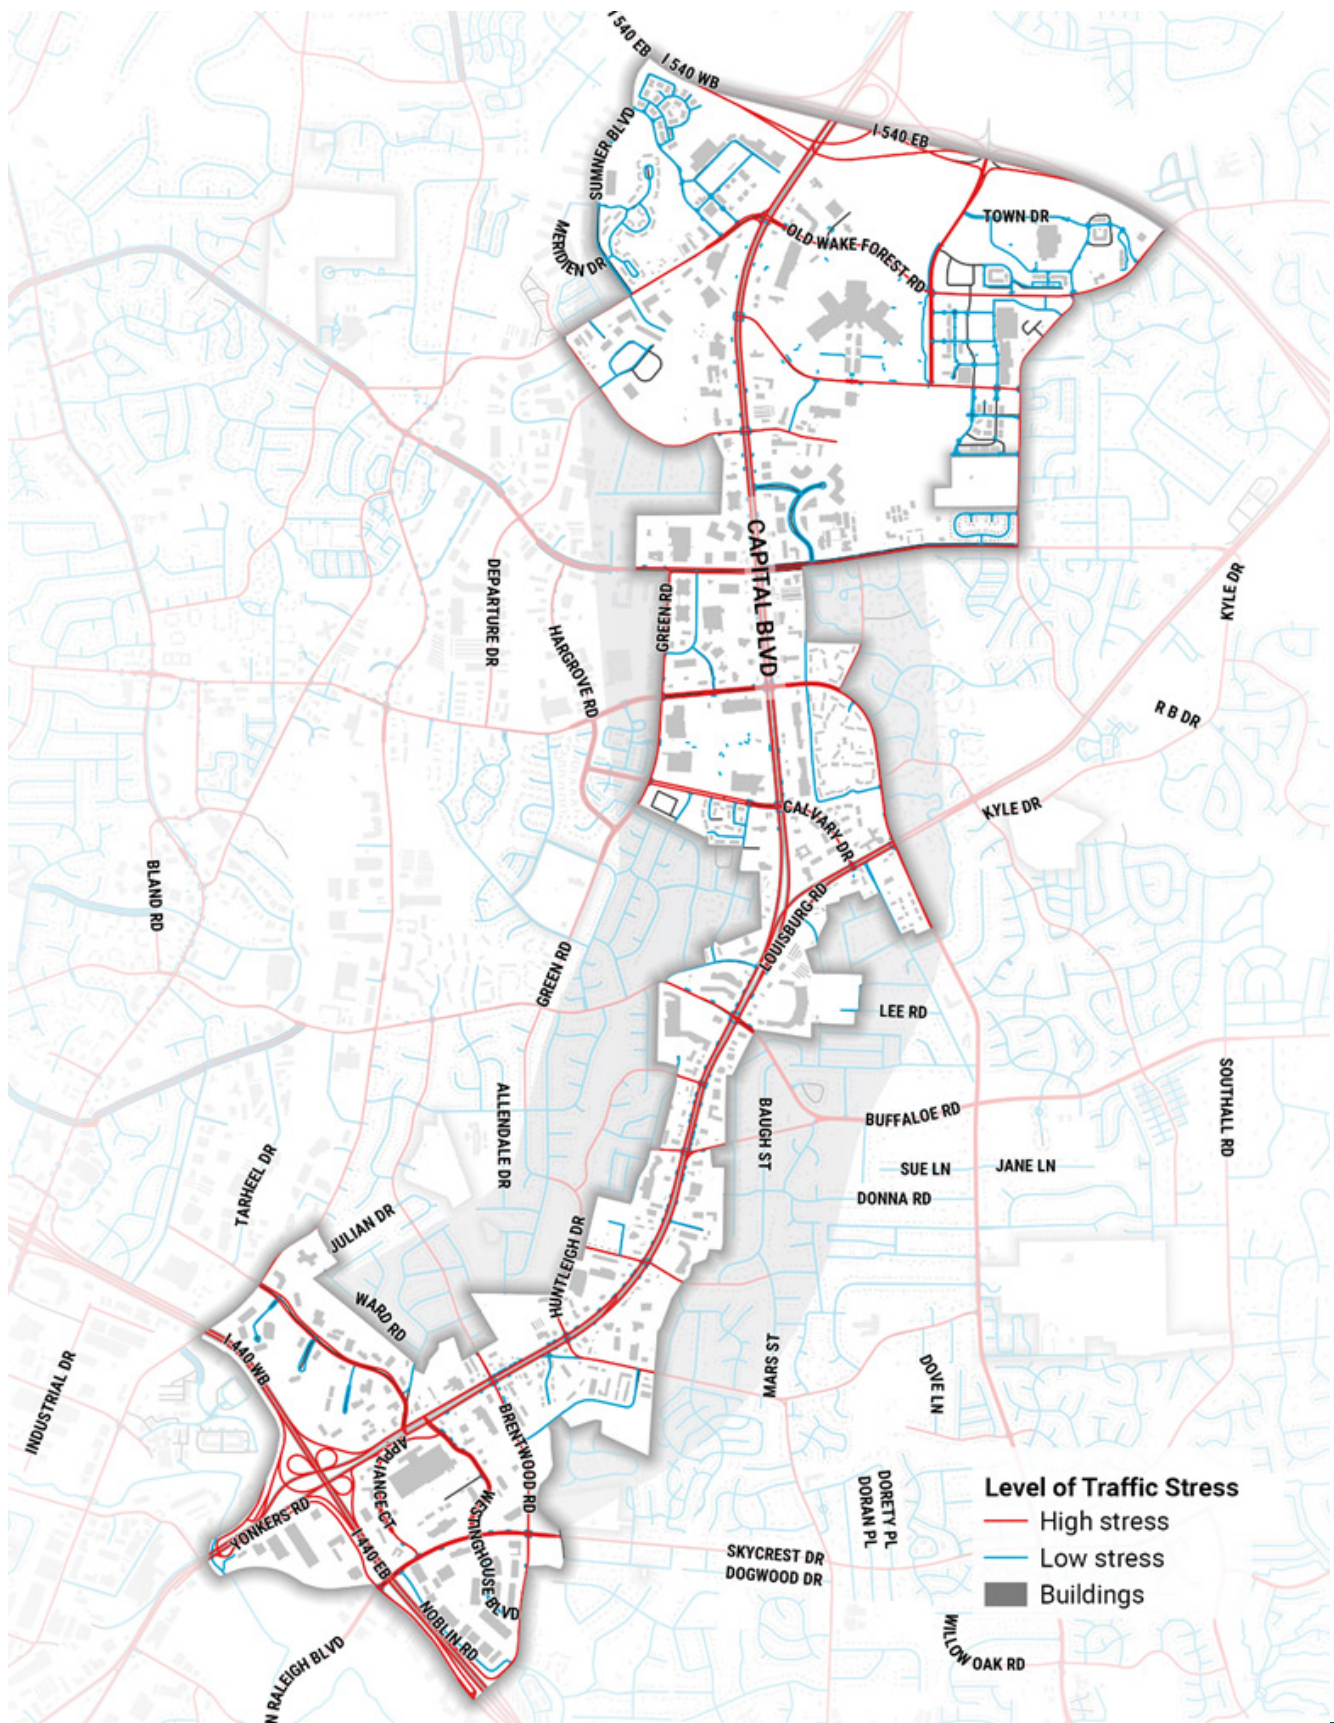 I 540 EB
I 540 WB
I 540 EB
SUMNER BLVD
TOWN DR
MERIDIEN DR
OLD WAKE FOREST RD
CAPITAL BLVD
DEPARTURE DR
GREEN RD
KYLE DR
HARGROVE RD
R B DR
KYLE DR
CALVARY DR
BLAND RD
LOUISBURG RD
GREEN RD
LEE RD
SOUTHALL RD
ALLENDALE DR
BAUGH ST
BUFFALOE RD
TARHEEL DR
SUE LN
JANE LN
DONNA RD
JULIAN DR
HUNTLEIGH DR
WARD RD
I 440 WB
MARS ST
DOVE LN
INDUSTRIAL DR
BRENTWOOD RD
APPLIANCE CT
YONKERS RD
WESTINGHOUSE BLVD
I 440 EB
DORETY PL
DORAN PL
SKYCREST DR
DOGWOOD DR
NOBLIN RD
N RALEIGH BLVD
WILLOW OAK RD
Level of Traffic Stress
High stress
Low stress
Buildings